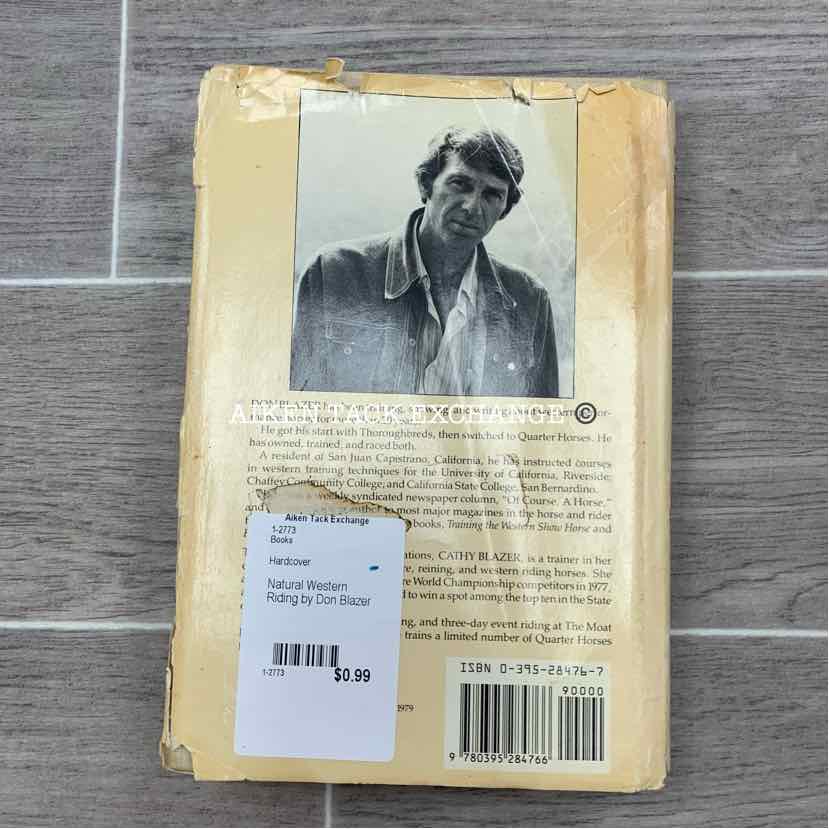 DON BLAZER
AIKEN TACK EXCHANGE ©
He got his start with Thoroughbreds, then switched to Quarter Horses. He
has owned, trained, and raced both.
A resident of San Juan Capistrano, California, he has instructed courses
in western training techniques for the University of California, Riverside;
Chaffey Community College; and California State College, San Bernardino.
a weekly syndicated newspaper column, "Of Course, A Horse,"
and to most major magazines in the horse and rider
books, Training the Western Show Horse and
Aiken Tack Exchange
1-2773
Books
Hardcover
Natural Western
Riding by Don Blazer
1-2773
$0.99
ations, CATHY BLAZER, is a trainer in her
re, reining, and western riding horses. She
re World Championship competitors in 1977,
d to win a spot among the top ten in the State
ng, and three-day event riding at The Moat
trains a limited number of Quarter Horses
1979
ISBN 0-395-28476-7
90000
9 780395 284766